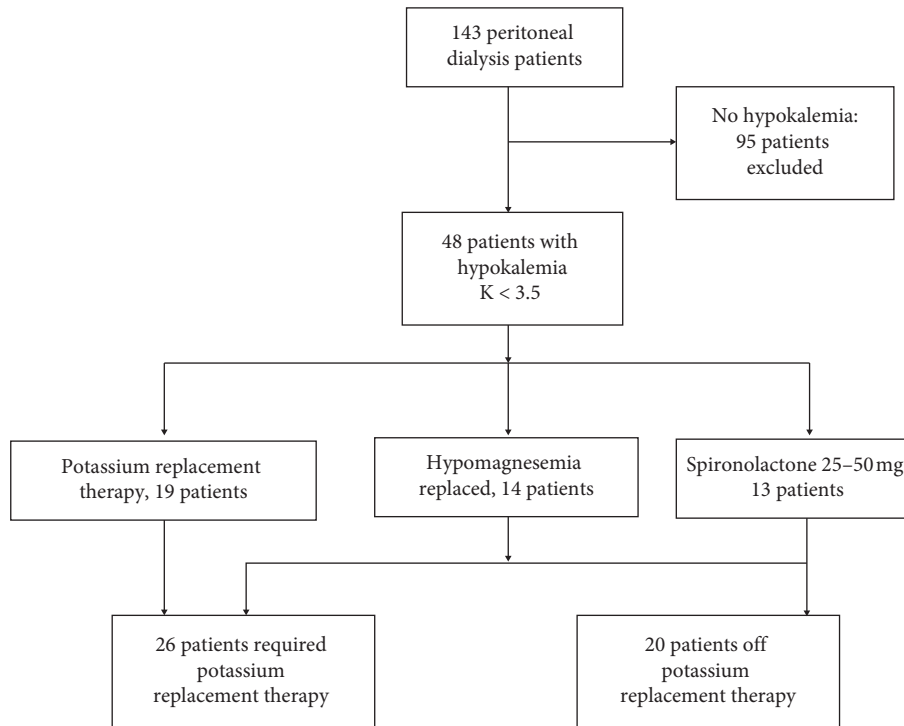 143 peritoneal
dialysis patients
No hypokalemia:
95 patients
excluded
48 patients with
hypokalemia
K < 3.5
Potassium replacement
therapy, 19 patients
Hypomagnesemia
replaced, 14 patients
Spironolactone 25–50 mg
13 patients
26 patients required
potassium
replacement therapy
20 patients off
potassium
replacement therapy